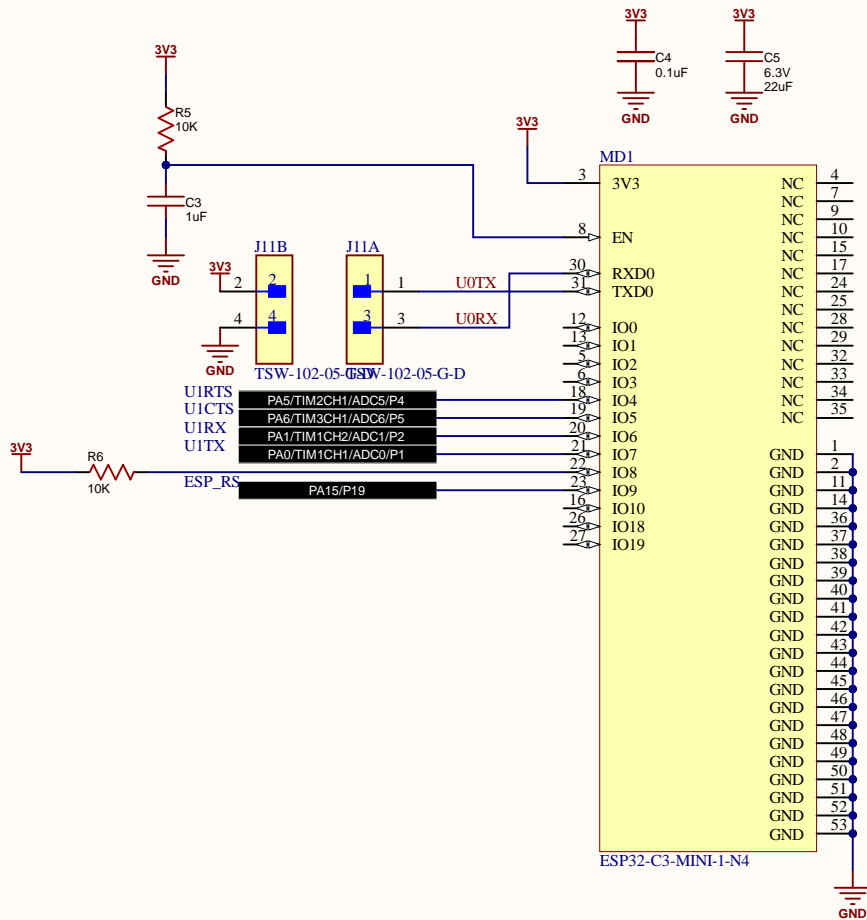 3V3
C4
0.1uF
GND
3V3
C5
6.3V
22uF
GND
3V3
R5
10K
C3
1uF
GND
3V3
MD1
3 3V3
8 EN
30 RXD0
31 TXD0
12 IO0
13 IO1
5 IO2
6 IO3
18 IO4
19 IO5
20 IO6
21 IO7
22 IO8
23 IO9
16 IO10
26 IO18
27 IO19
NC 4
NC 7
NC 9
NC 10
NC 15
NC 17
NC 24
NC 25
NC 28
NC 29
NC 32
NC 33
NC 34
NC 35
GND 1
GND 2
GND 11
GND 14
GND 36
GND 37
GND 38
GND 39
GND 40
GND 41
GND 42
GND 43
GND 44
GND 45
GND 46
GND 47
GND 48
GND 49
GND 50
GND 51
GND 52
GND 53
ESP32-C3-MINI-1-N4
GND
J11B
3V3
2 2
4 4
GND
TSW-102-05-G-D
J11A
1 1 U0TX
3 3 U0RX
TSW-102-05-G-D
U1RTS PA5/TIM2CH1/ADC5/P4
U1CTS PA6/TIM3CH1/ADC6/P5
U1RX PA1/TIM1CH2/ADC1/P2
U1TX PA0/TIM1CH1/ADC0/P1
3V3
R6
10K
ESP_RS
PA15/P19